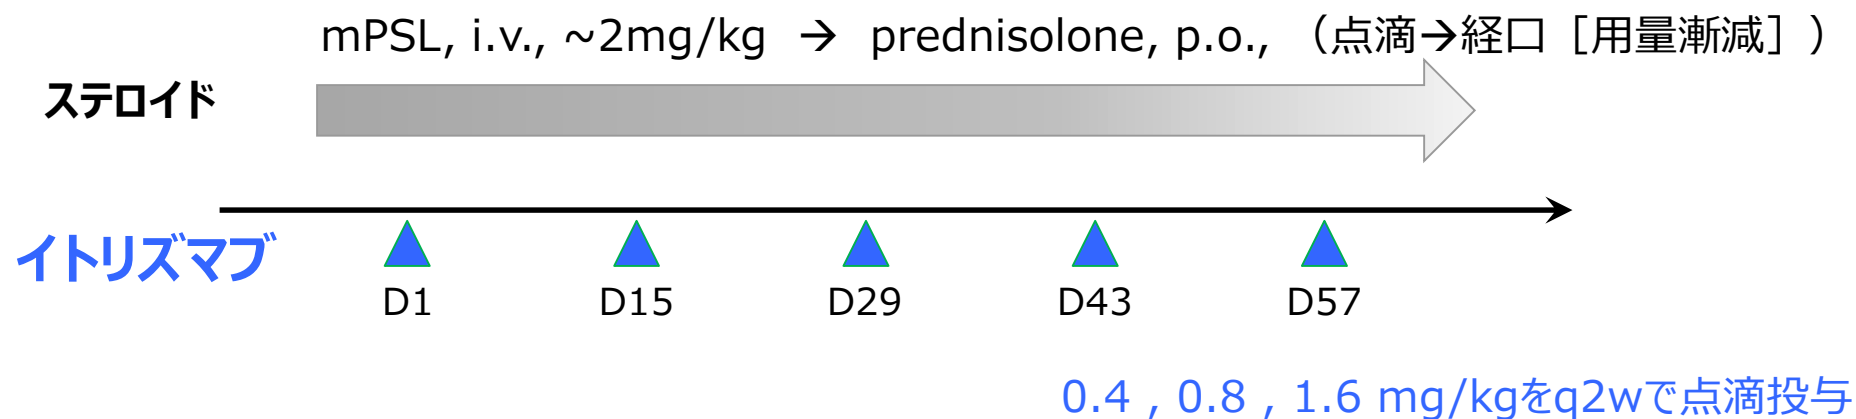 mPSL, i.v., ~2mg/kg → prednisolone, p.o., （点滴→経口［用量漸減］）
ステロイド
イトリズマブ
D1 D15 D29 D43 D57
0.4 , 0.8 , 1.6 mg/kgをq2wで点滴投与